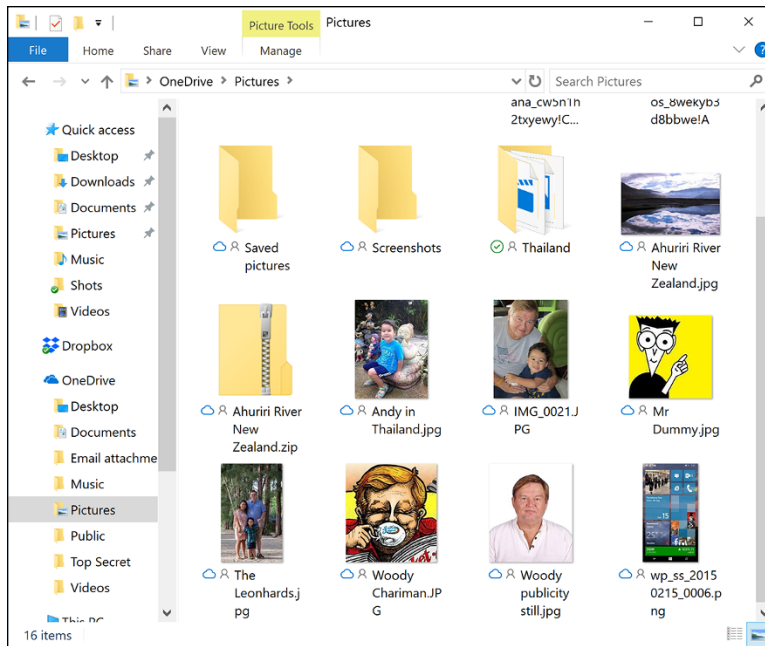 Picture Tools Pictures
File Home Share View Manage
OneDrive Pictures Search Pictures
Quick access
Desktop
Downloads
Documents
Pictures
Music
Shots
Videos
Dropbox
OneDrive
Desktop
Documents
Email attachme
Music
Pictures
Public
Top Secret
Videos
This PC
ana_cw5n1h
2txyewy!C...
os_8wekyb3
d8bbwe!A
Saved
pictures
Screenshots
Thailand
Ahuriri River
New
Zealand.jpg
Ahuriri River
New
Zealand.zip
Andy in
Thailand.jpg
IMG_0021.J
PG
Mr
Dummy.jpg
The
Leonhards.j
pg
Woody
Chariman.JP
G
Woody
publicity
still.jpg
wp_ss_2015
0215_0006.p
ng
16 items